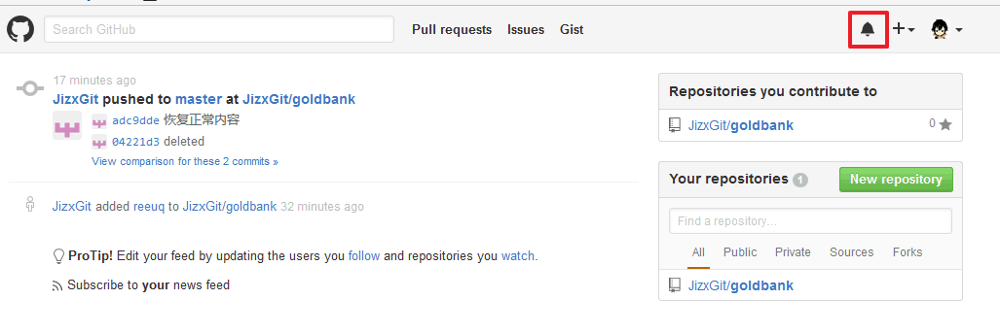 Search GitHub
Pull requests Issues Gist
17 minutes ago
JizxGit pushed to master at JizxGit/goldbank
adc9dde 恢复正常内容
04221d3 deleted
View comparison for these 2 commits »
JizxGit added reeuq to JizxGit/goldbank 32 minutes ago
ProTip! Edit your feed by updating the users you follow and repositories you watch.
Subscribe to your news feed
Repositories you contribute to
JizxGit/goldbank 0
Your repositories 1 New repository
Find a repository...
All Public Private Sources Forks
JizxGit/goldbank